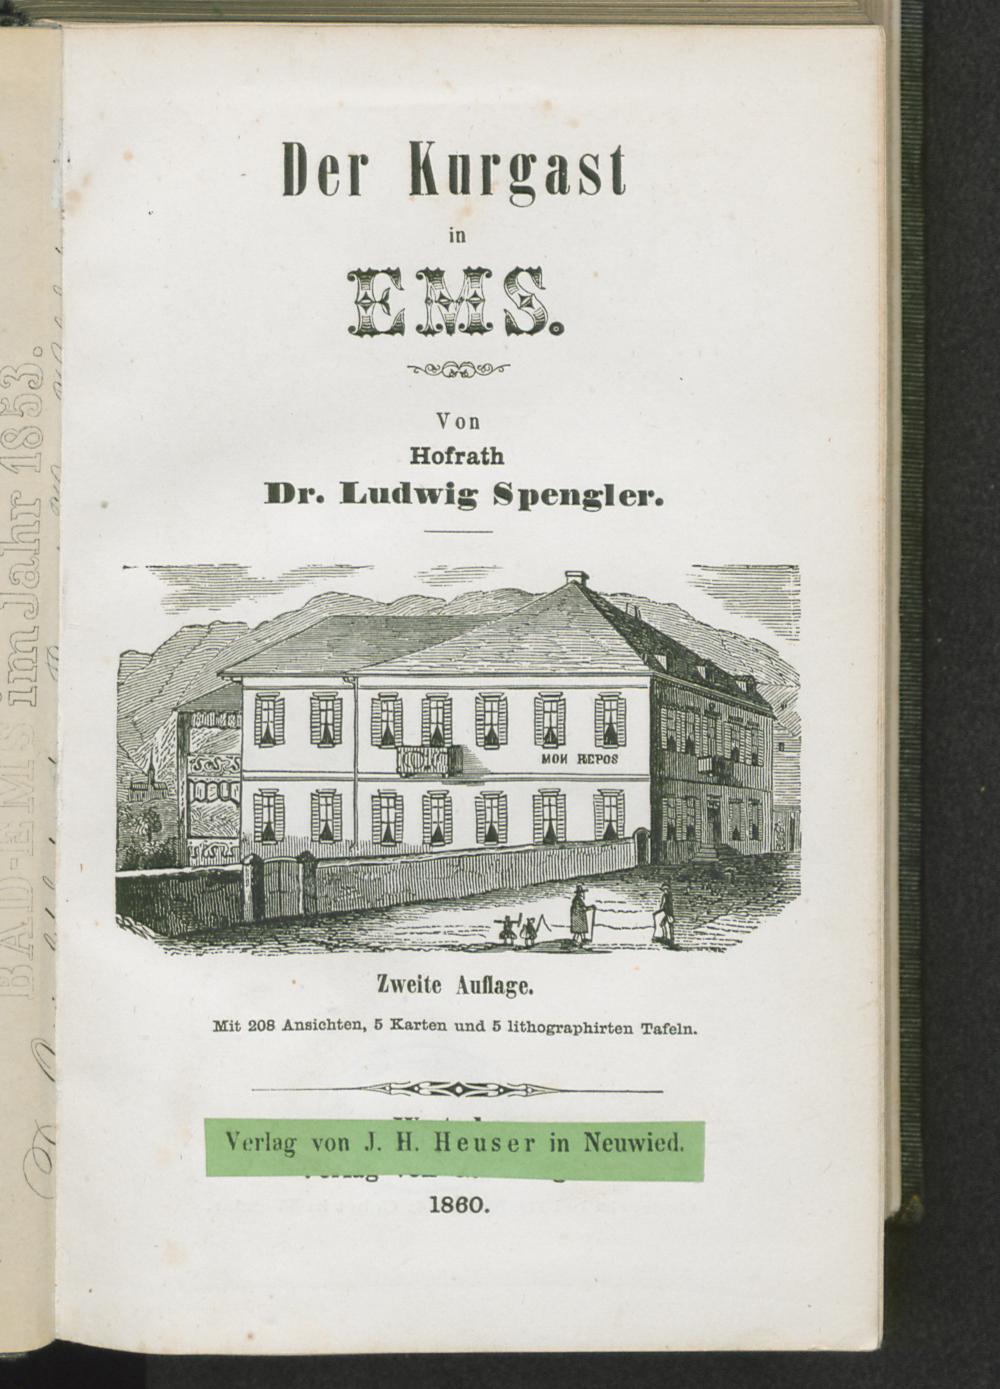 Der Kurgast
in
EMS.
Von
Hofrath
Dr. Ludwig Spengler.
MON REPOS
Zweite Auflage.
Mit 208 Ansichten, 5 Karten und 5 lithographirten Tafeln.
Verlag von J. H. Heuser in Neuwied.
1860.
BAD-EMS im Jahr 1853.